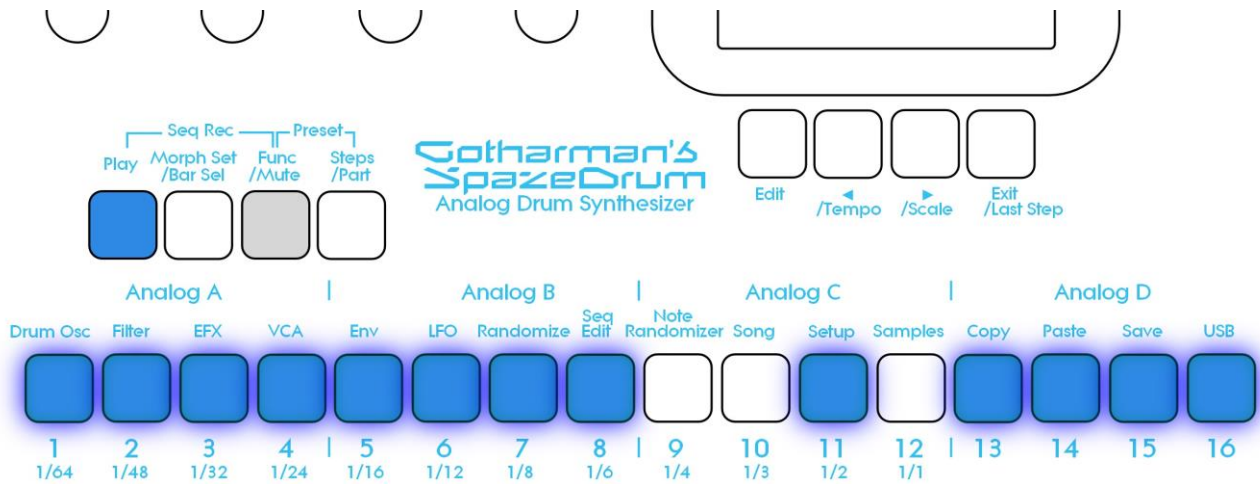 Seq Rec Preset
Play Morph Set /Bar Sel Func /Mute Steps /Part
Gotharman's
SpazeDrum
Analog Drum Synthesizer
Edit ◄ /Tempo ► /Scale Exit /Last Step
Analog A | Analog B | Analog C | Analog D
Drum Osc Filter EFX VCA Env LFO Randomize Seq Edit Note Randomizer Song Setup Samples Copy Paste Save USB
1 2 3 4 | 5 6 7 8 | 9 10 11 12 | 13 14 15 16
1/64 1/48 1/32 1/24 1/16 1/12 1/8 1/6 1/4 1/3 1/2 1/1